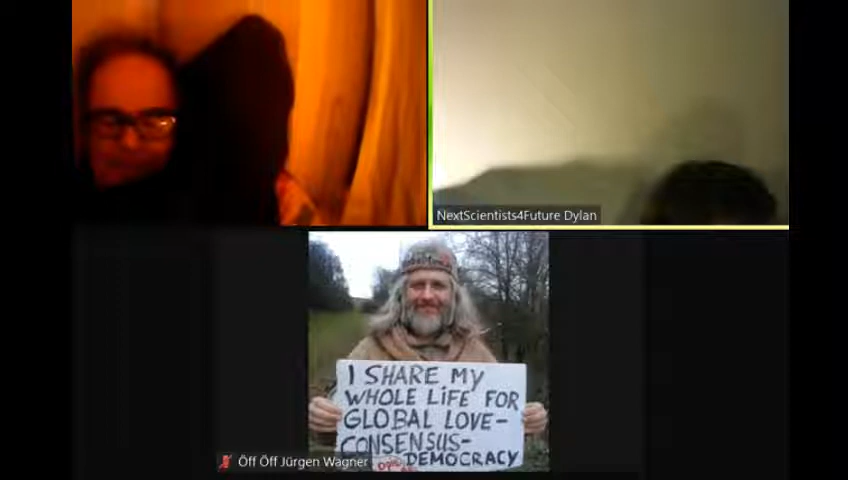 NextScientists4Future Dylan
I SHARE MY
WHOLE LIFE FOR
GLOBAL LOVE-
CONSENSUS-
DEMOCRACY
Öff Öff Jürgen Wagner